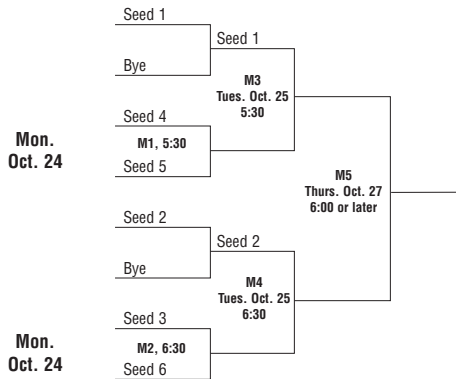 Seed 1
Seed 1
Bye
M3
Tues. Oct. 25
5:30
Seed 4
Mon.
Oct. 24
M1, 5:30
Seed 5
M5
Thurs. Oct. 27
6:00 or later
Seed 2
Seed 2
Bye
M4
Tues. Oct. 25
6:30
Seed 3
Mon.
Oct. 24
M2, 6:30
Seed 6